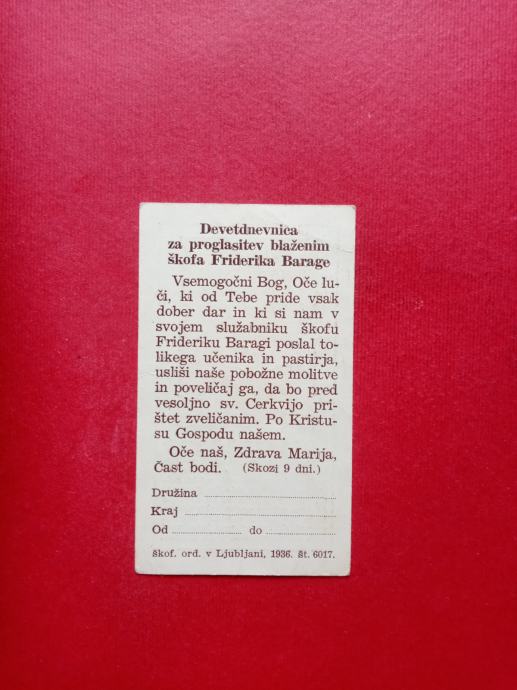 Devetdnevnica
za proglasitev blaženim
škofa Friderika Barage
Vsemogočni Bog, Oče lu-
či, ki od Tebe pride vsak
dober dar in ki si nam v
svojem služabniku škofu
Frideriku Baragi poslal to-
likega učenika in pastirja,
usliši naše pobožne molitve
in poveličaj ga, da bo pred
vesoljno sv. Cerkvijo pri-
štet zveličanim. Po Kristu-
su Gospodu našem.
Oče naš, Zdrava Marija,
Čast bodi. (Skozi 9 dni.)
Družina
Kraj
Od do
škof. ord. v Ljubljani, 1936. št. 6017.